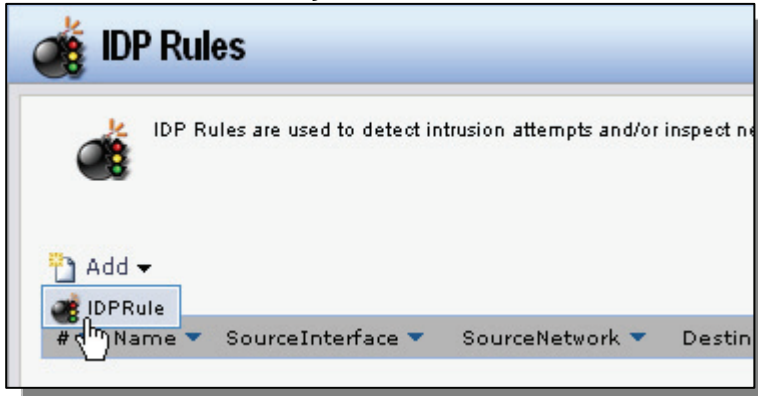 IDP Rules
IDP Rules are used to detect intrusion attempts and/or inspect
Add
IDPRule
# Name SourceInterface SourceNetwork Destin